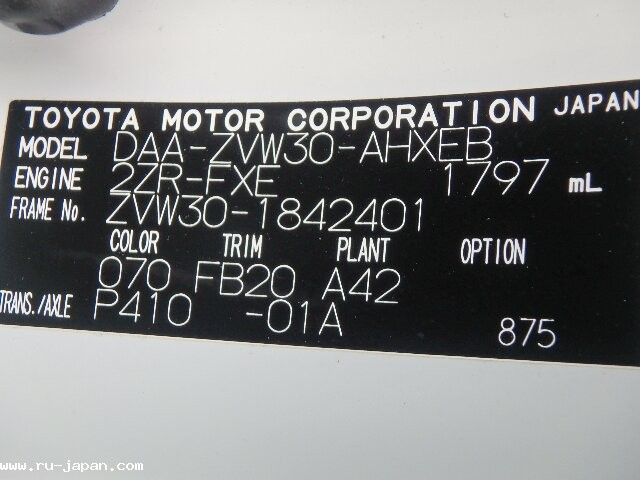 TOYOTA MOTOR CORPORATION JAPAN
MODEL DAA-ZVW30-AHXEB
ENGINE 2ZR-FXE 1797 mL
FRAME No. ZVW30-1842401
COLOR TRIM PLANT OPTION
070 FB20 A42
TRANS./AXLE P410 -01A
875
www.ru-japan.com